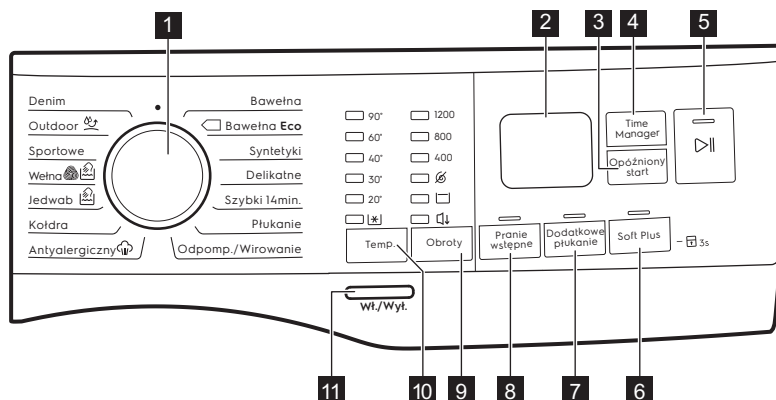 1
2
3
4
5
Denim
Outdoor
Sportowe
Wełna
Jedwab
Kołdra
Antyalergiczny
Bawełna
Bawełna Eco
Syntetyki
Delikatne
Szybki 14min.
Płukanie
Odpomp./Wirowanie
90°
60°
40°
30°
20°
1200
800
400
Temp.
Obroty
Time
Manager
Opóźniony
start
Pranie
wstępne
Dodatkowe
płukanie
Soft Plus
3s
Wł./Wył.
11
10
9
8
7
6